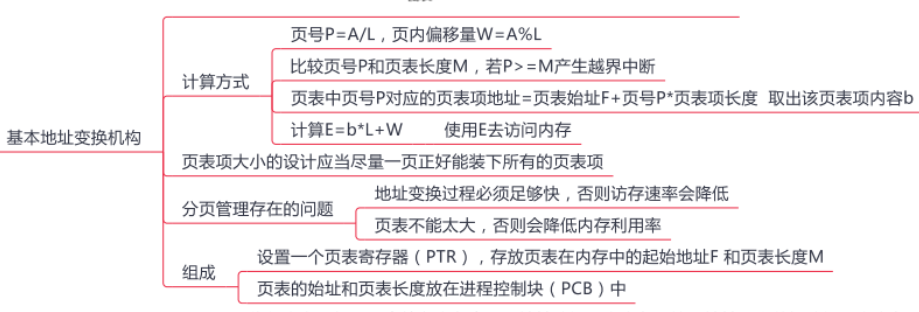 页号P=A/L，页内偏移量W=A%L
比较页号P和页表长度M，若P>=M产生越界中断
计算方式
页表中页号P对应的页表项地址=页表始址F+页号P*页表项长度 取出该页表项内容b
计算E=b*L+W 使用E去访问内存
基本地址变换机构
页表项大小的设计应当尽量一页正好能装下所有的页表项
地址变换过程必须足够快，否则访存速率会降低
分页管理存在的问题
页表不能太大，否则会降低内存利用率
设置一个页表寄存器（PTR），存放页表在内存中的起始地址F 和页表长度M
组成
页表的始址和页表长度放在进程控制块（PCB）中